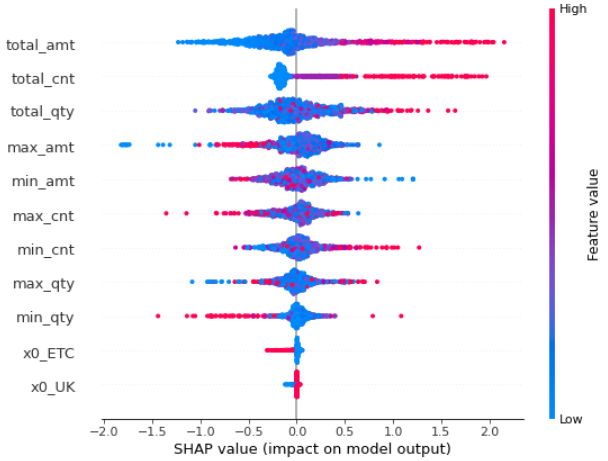 High
total_amt
total_cnt
total_qty
max_amt
min_amt
max_cnt
min_cnt
max_qty
min_qty
x0_ETC
x0_UK
Feature value
Low
−2.0 −1.5 −1.0 −0.5 0.0 0.5 1.0 1.5 2.0
SHAP value (impact on model output)